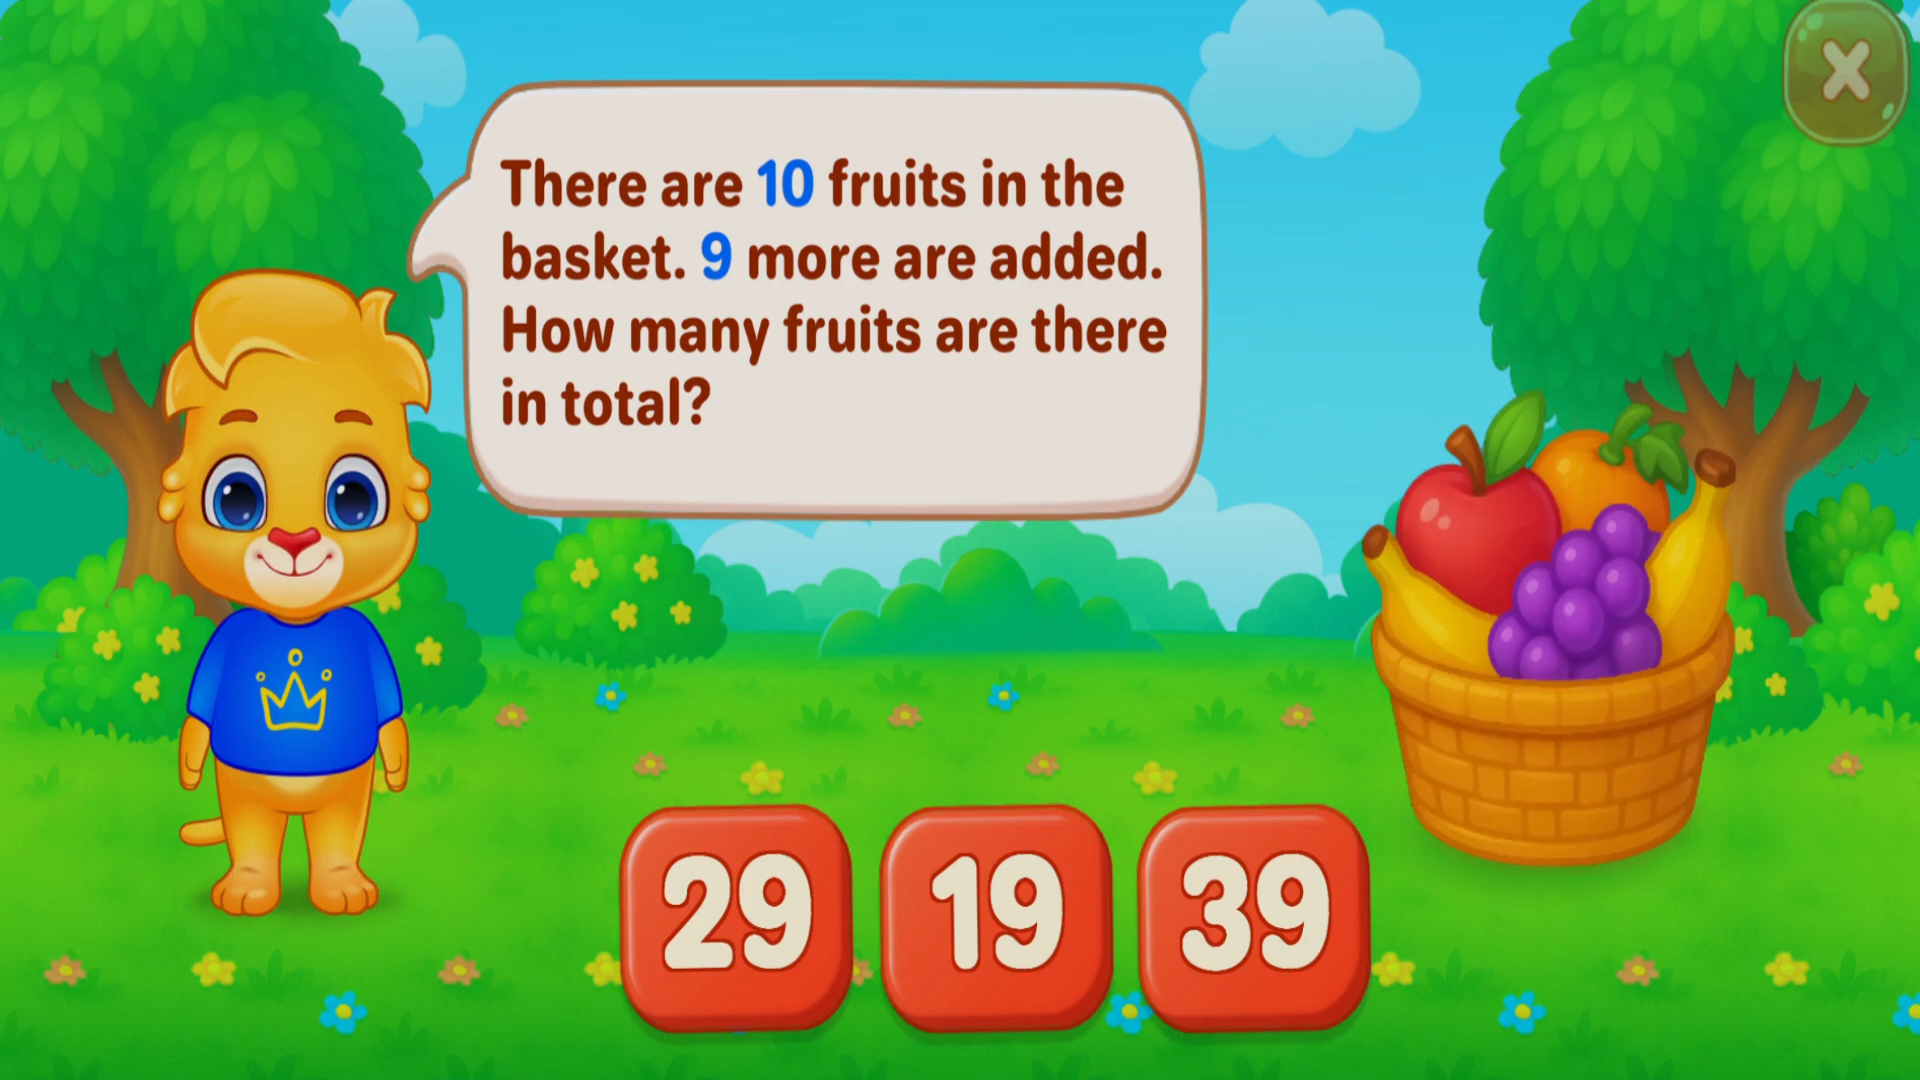 There are 10 fruits in the
basket. 9 more are added.
How many fruits are there
in total?
29 19 39